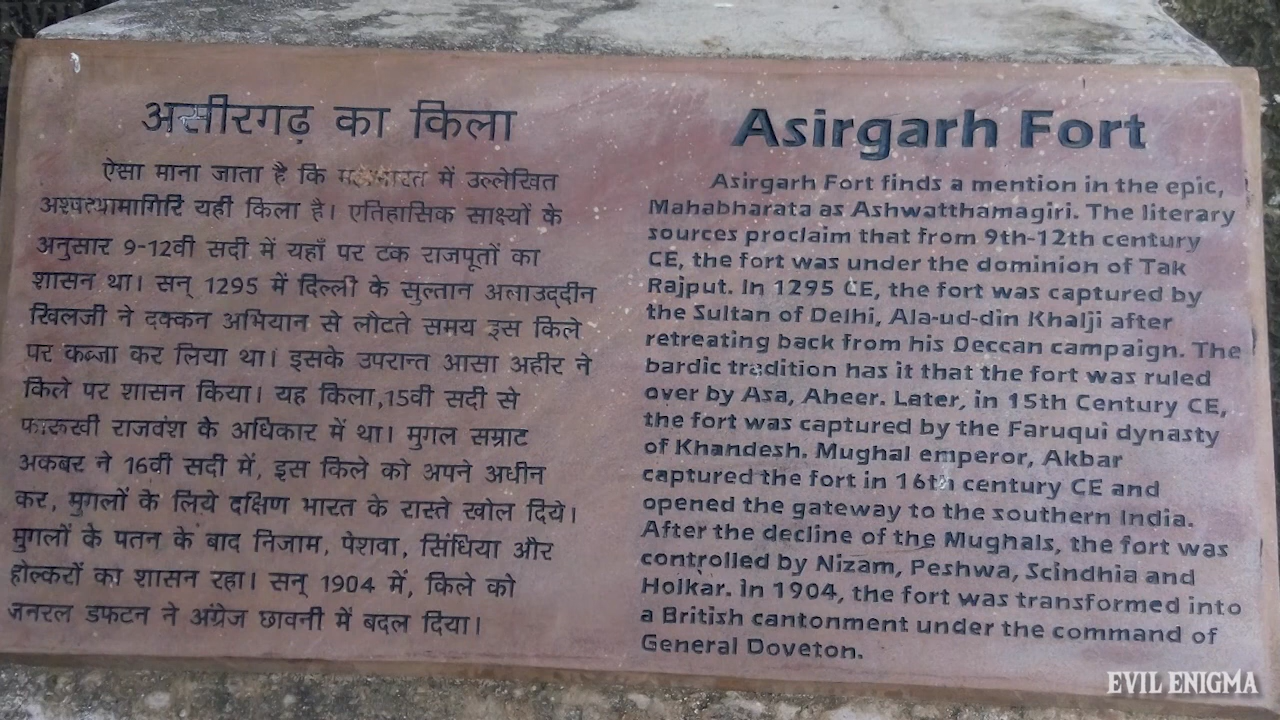 असीरगढ़ का किला
ऐसा माना जाता है कि महाभारत में उल्लेखित
अश्वत्थामागिरि यही किला है। एतिहासिक साक्ष्यों के
अनुसार 9-12वी सदी में यहाँ पर टक राजपूतों का
शासन था। सन् 1295 में दिल्ली के सुल्तान अलाउद्दीन
खिलजी ने दक्कन अभियान से लौटते समय इस किले
पर कब्जा कर लिया था। इसके उपरान्त आसा अहीर ने
किले पर शासन किया। यह किला,15वी सदी से
फारूखी राजवंश के अधिकार में था। मुगल सम्राट
अकबर ने 16वी सदी में, इस किले को अपने अधीन
कर, मुगलों के लिये दक्षिण भारत के रास्ते खोल दिये।
मुगलों के पतन के बाद निजाम, पेशवा, सिंधिया और
होल्करों का शासन रहा। सन् 1904 में, किले को
जनरल डफटन ने अंग्रेज छावनी में बदल दिया।
Asirgarh Fort
Asirgarh Fort finds a mention in the epic,
Mahabharata as Ashwatthamagiri. The literary
sources proclaim that from 9th-12th century
CE, the fort was under the dominion of Tak
Rajput. In 1295 CE, the fort was captured by
the Sultan of Delhi, Ala-ud-din Khalji after
retreating back from his Deccan campaign. The
bardic tradition has it that the fort was ruled
over by Asa, Aheer. Later, in 15th Century CE,
the fort was captured by the Faruqui dynasty
of Khandesh. Mughal emperor, Akbar
captured the fort in 16th century CE and
opened the gateway to the southern India.
After the decline of the Mughals, the fort was
controlled by Nizam, Peshwa, Scindhia and
Holkar. In 1904, the fort was transformed into
a British cantonment under the command of
General Doveton.
EVIL ENIGMA